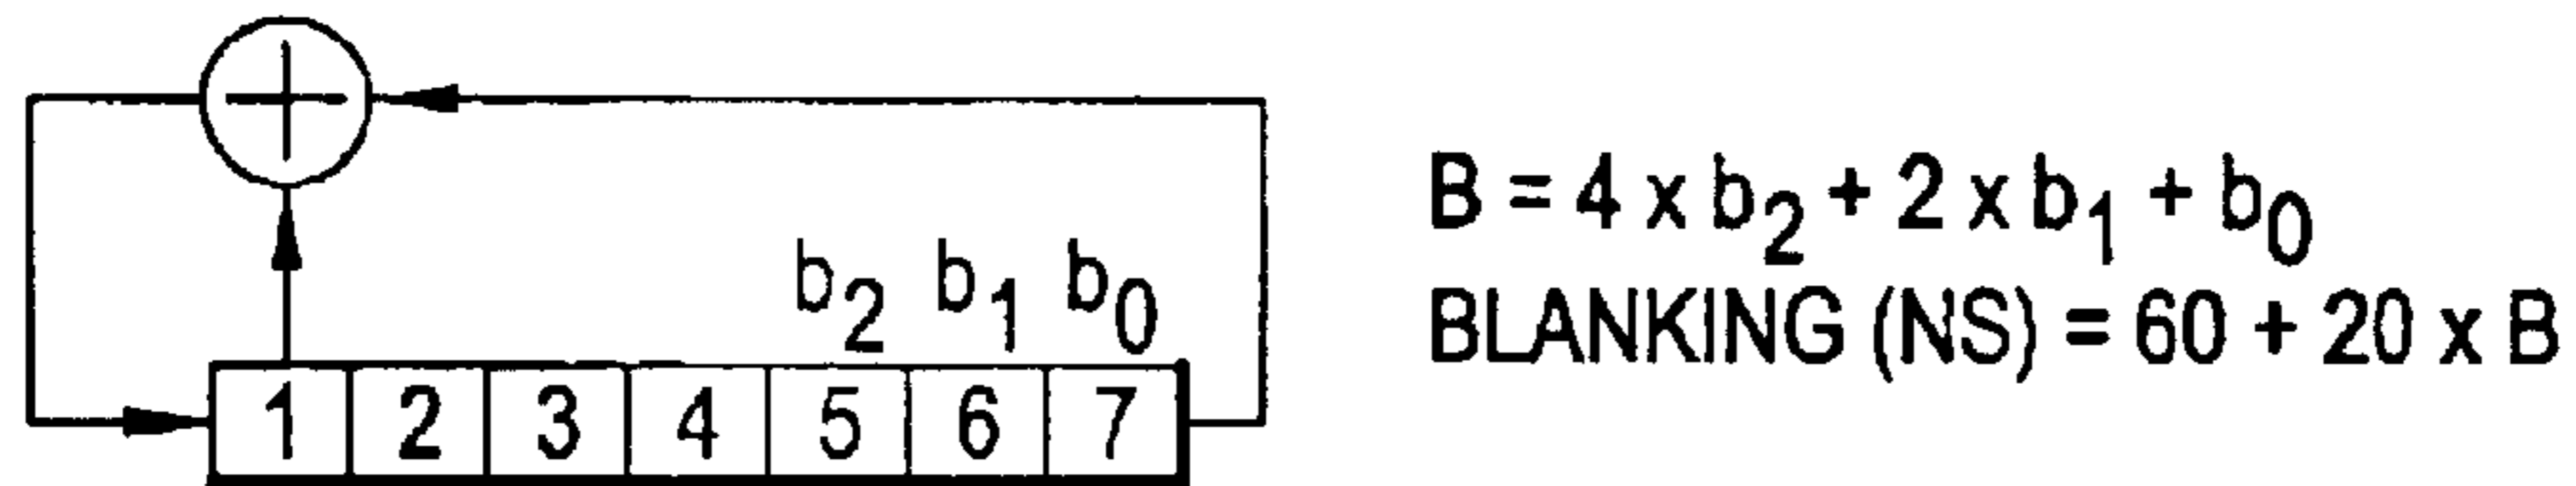 b2 b1 b0
1 2 3 4 5 6 7
B = 4 x b2 + 2 x b1 + b0
BLANKING (NS) = 60 + 20 x B